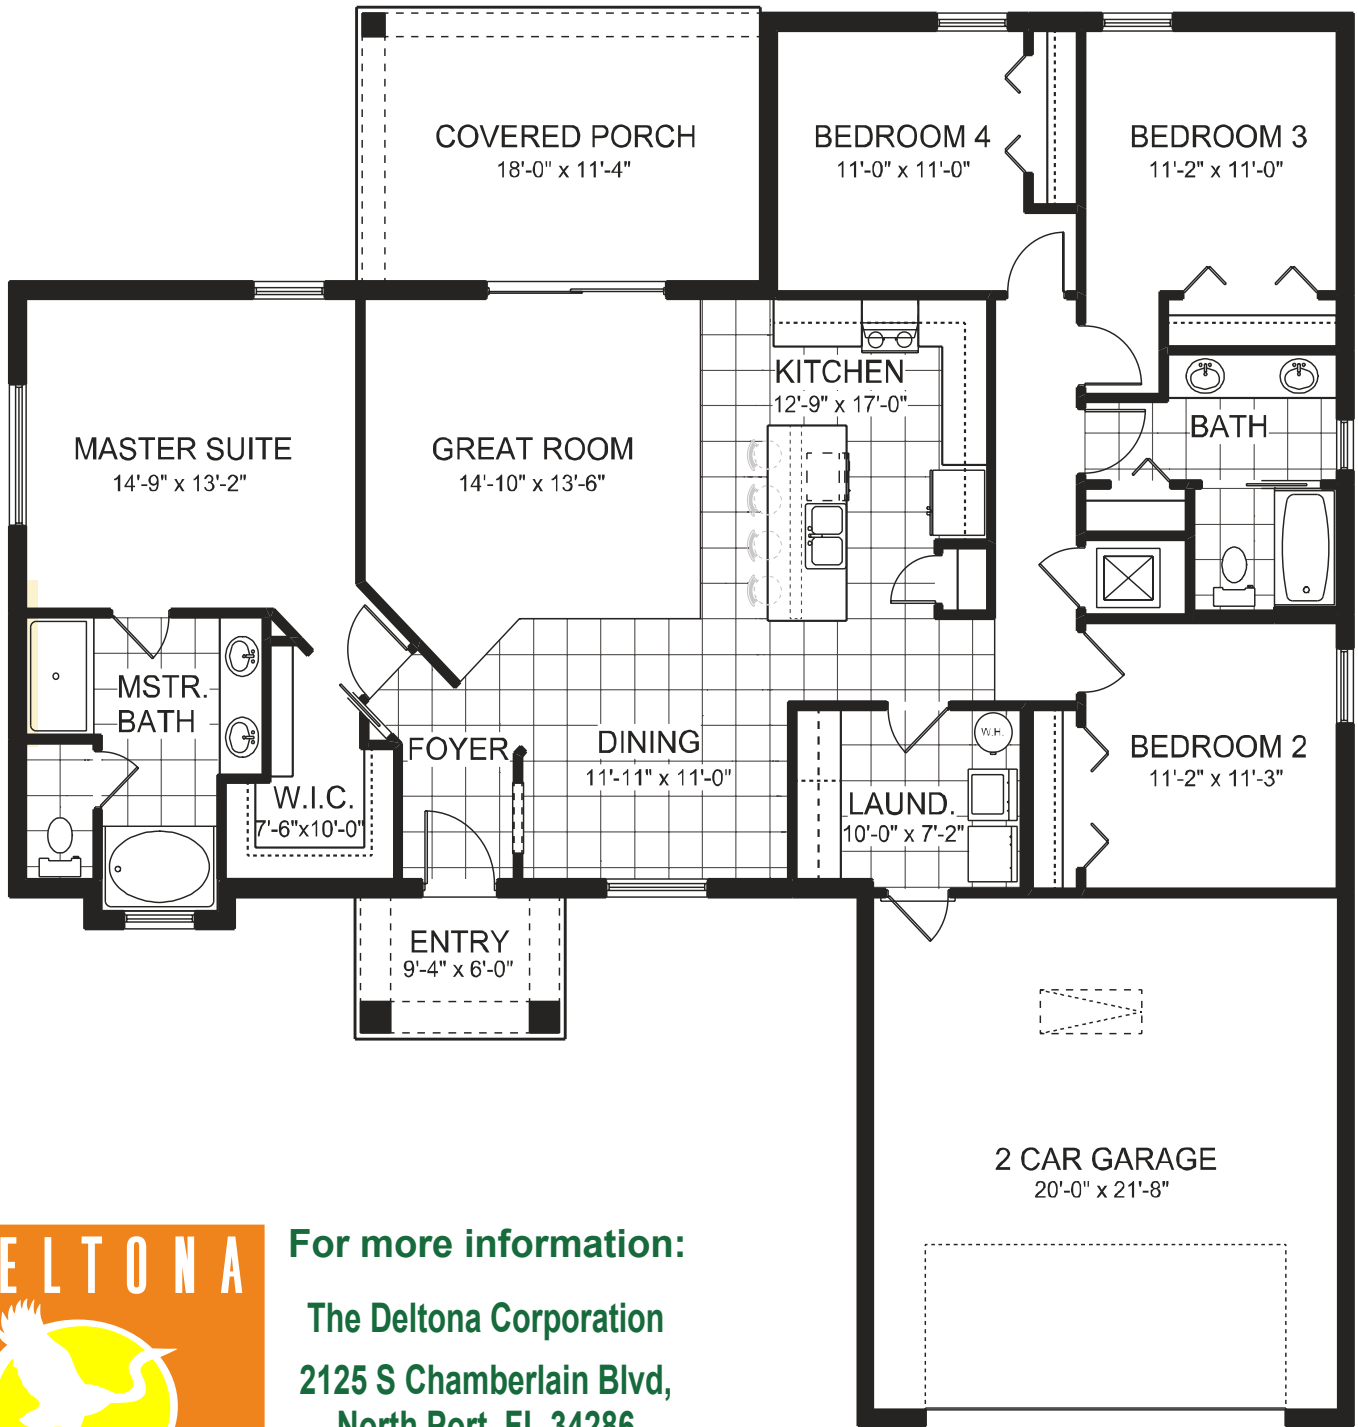 COVERED PORCH
18'-0" x 11'-4"
BEDROOM 4
11'-0" x 11'-0"
BEDROOM 3
11'-2" x 11'-0"
KITCHEN
12'-9" x 17'-0"
MASTER SUITE
14'-9" x 13'-2"
GREAT ROOM
14'-10" x 13'-6"
BATH
MSTR.
BATH
FOYER
DINING
11'-11" x 11'-0"
W.H.
BEDROOM 2
11'-2" x 11'-3"
W.I.C.
7'-6"x10'-0"
LAUND.
10'-0" x 7'-2"
ENTRY
9'-4" x 6'-0"
2 CAR GARAGE
20'-0" x 21'-8"
ELTONA
For more information:
The Deltona Corporation
2125 S Chamberlain Blvd,
North Port, FL 34286